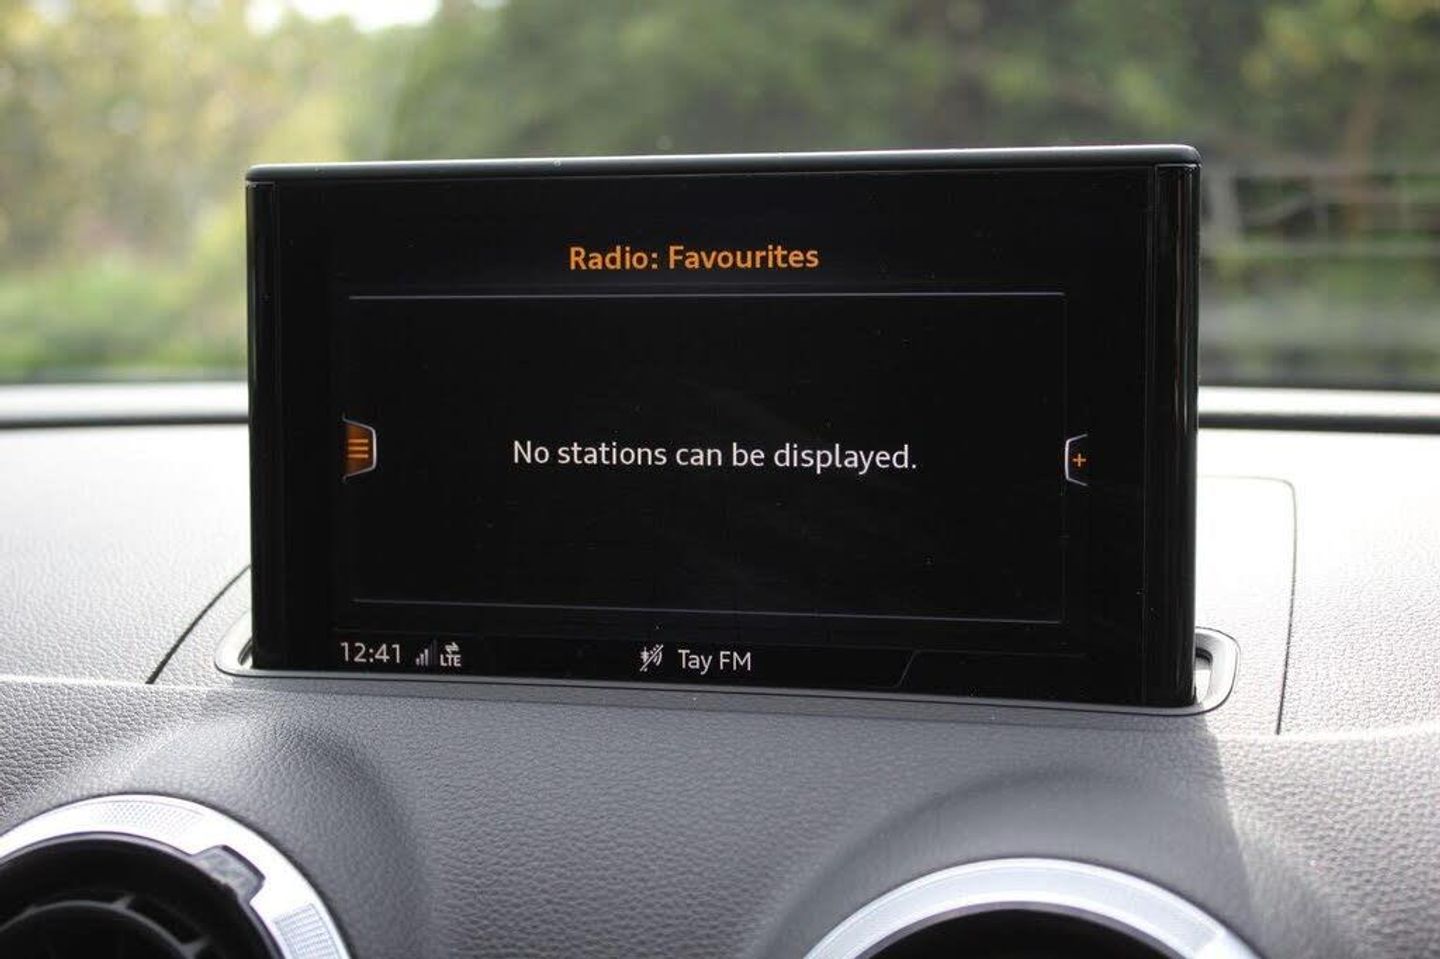 Radio: Favourites
No stations can be displayed.
+
12:41 LTE Tay FM